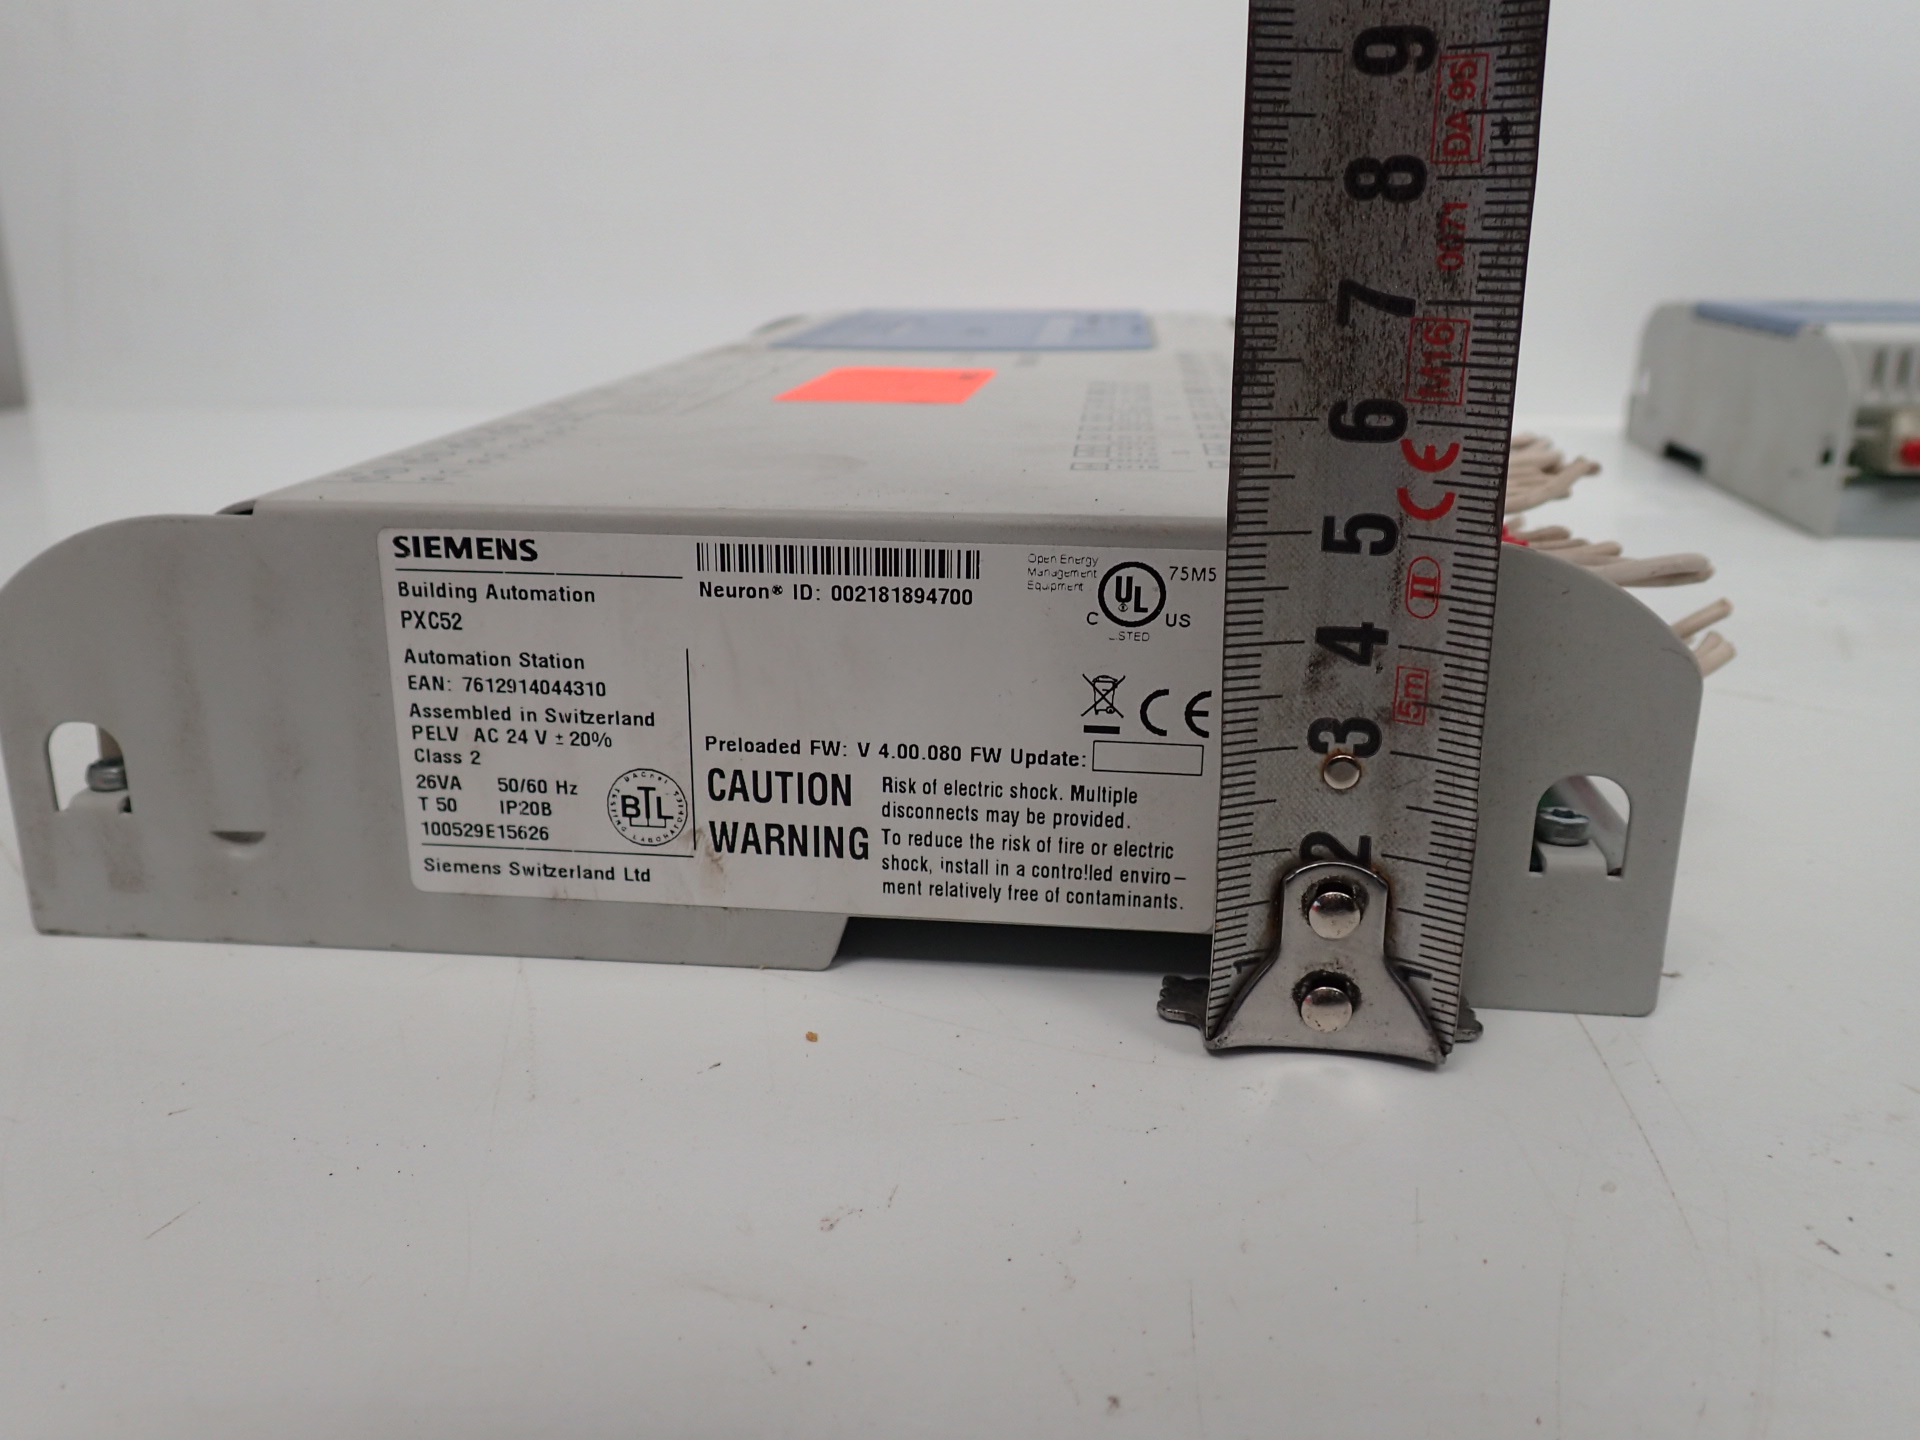 SIEMENS
Building Automation
PXC52
Automation Station
EAN: 7612914044310
Assembled in Switzerland
PELV AC 24 V ± 20%
Class 2
26VA 50/60 Hz
T 50 IP20B
100529E15626
Siemens Switzerland Ltd
BTL
Neuron® ID: 002181894700
Open Energy
Management
Equipment
UL
75M5
C US
LISTED
CE
Preloaded FW: V 4.00.080 FW Update:
CAUTION
Risk of electric shock. Multiple
disconnects may be provided.
WARNING
To reduce the risk of fire or electric
shock, install in a controlled enviro-
ment relatively free of contaminants.
9
DA 95
8
0071
7
M16
6
CE
5
II
4
5m
3
2
1 1